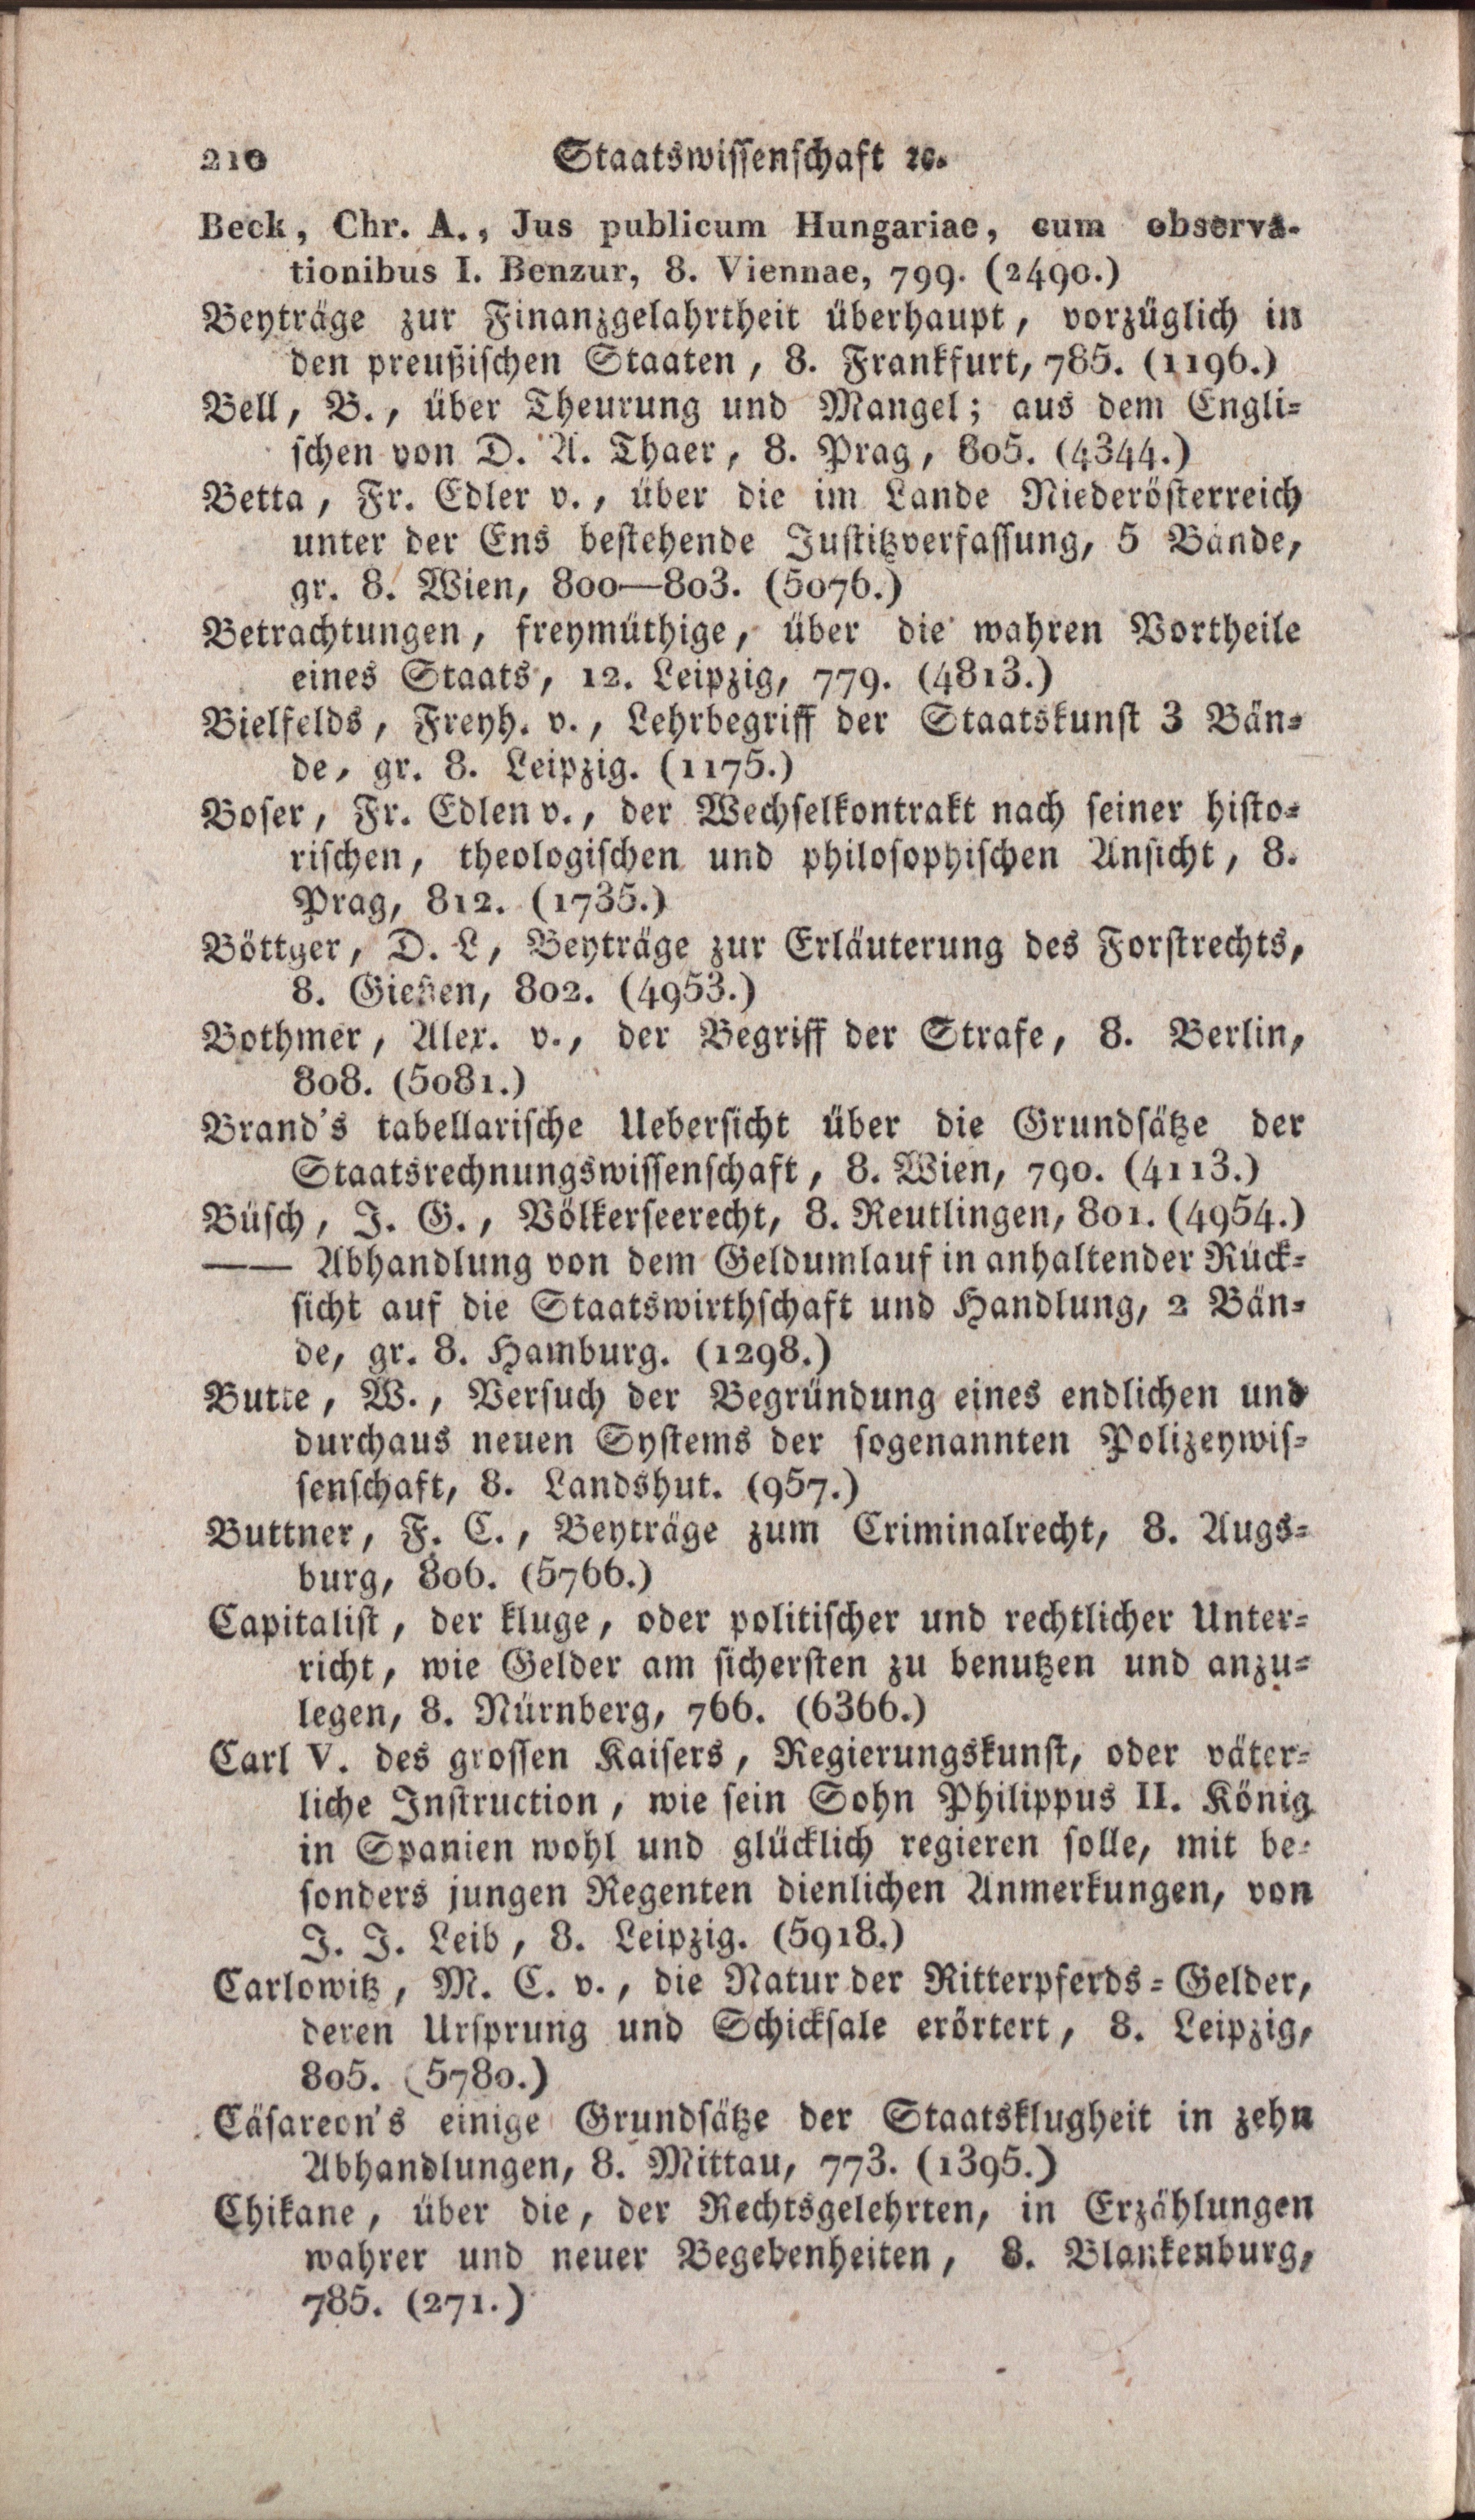 210 Staatswissenschaft ꝛc.
Beck, Chr. A., Jus publicum Hungariae, cum observa-
tionibus I. Benzur, 8. Viennae, 799. (2490.)
Beyträge zur Finanzgelahrtheit überhaupt, vorzüglich in
den preußischen Staaten, 8. Frankfurt, 785. (1196.)
Bell, B., über Theurung und Mangel; aus dem Engli-
schen von D. A. Thaer, 8. Prag, 805. (4344.)
Betta, Fr. Edler v., über die im Lande Niederösterreich
unter der Ens bestehende Justitzverfassung, 5 Bände,
gr. 8. Wien, 800—803. (5076.)
Betrachtungen, freymüthige, über die wahren Vortheile
eines Staats, 12. Leipzig, 779. (4813.)
Bielfelds, Freyh. v., Lehrbegriff der Staatskunst 3 Bän-
de, gr. 8. Leipzig. (1175.)
Boser, Fr. Edlen v., der Wechselkontrakt nach seiner histo-
rischen, theologischen und philosophischen Ansicht, 8.
Prag, 812. (1735.)
Böttger, D. L, Beyträge zur Erläuterung des Forstrechts,
8. Gießen, 802. (4953.)
Bothmer, Alex. v., der Begriff der Strafe, 8. Berlin,
808. (5081.)
Brand's tabellarische Uebersicht über die Grundsätze der
Staatsrechnungswissenschaft, 8. Wien, 790. (4113.)
Büsch, J. G., Völkerseerecht, 8. Reutlingen, 801. (4954.)
—— Abhandlung von dem Geldumlauf in anhaltender Rück-
sicht auf die Staatswirthschaft und Handlung, 2 Bän-
de, gr. 8. Hamburg. (1298.)
Butte, W., Versuch der Begründung eines endlichen und
durchaus neuen Systems der sogenannten Polizeywis-
senschaft, 8. Landshut. (957.)
Buttner, F. C., Beyträge zum Criminalrecht, 8. Augs-
burg, 806. (5766.)
Capitalist, der kluge, oder politischer und rechtlicher Unter-
richt, wie Gelder am sichersten zu benutzen und anzu-
legen, 8. Nürnberg, 766. (6366.)
Carl V. des grossen Kaisers, Regierungskunst, oder väter-
liche Instruction, wie sein Sohn Philippus II. König
in Spanien wohl und glücklich regieren solle, mit be-
sonders jungen Regenten dienlichen Anmerkungen, von
J. J. Leib, 8. Leipzig. (5918.)
Carlowitz, M. C. v., die Natur der Ritterpferds-Gelder,
deren Ursprung und Schicksale erörtert, 8. Leipzig,
805. (5780.)
Cäsareon's einige Grundsätze der Staatsklugheit in zehn
Abhandlungen, 8. Mittau, 773. (1395.)
Chikane, über die, der Rechtsgelehrten, in Erzählungen
wahrer und neuer Begebenheiten, 8. Blankenburg,
785. (271.)